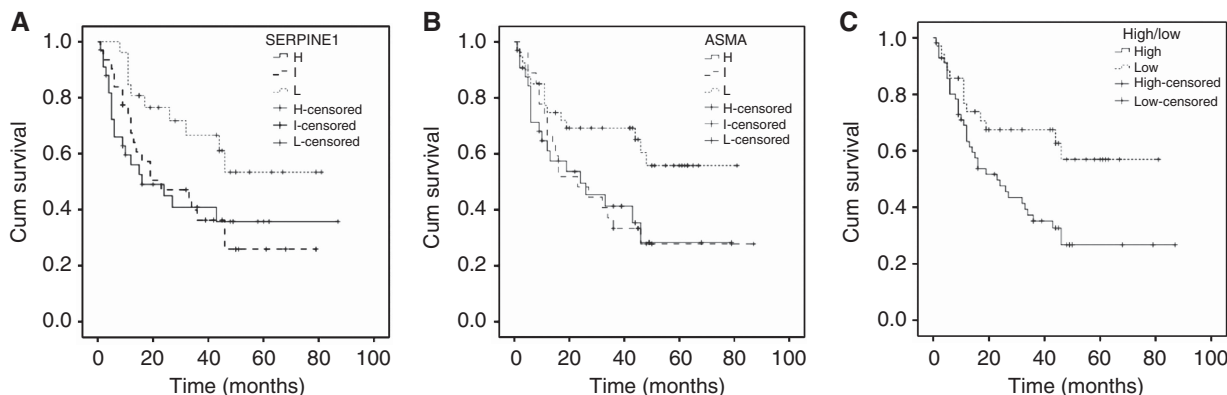 A
SERPINE1
H
I
L
H-censored
I-censored
L-censored
Cum survival
1.0
0.8
0.6
0.4
0.2
0.0
0 20 40 60 80 100
Time (months)
B
ASMA
H
I
L
H-censored
I-censored
L-censored
Cum survival
1.0
0.8
0.6
0.4
0.2
0.0
0 20 40 60 80 100
Time (months)
C
High/low
High
Low
High-censored
Low-censored
Cum survival
1.0
0.8
0.6
0.4
0.2
0.0
0 20 40 60 80 100
Time (months)